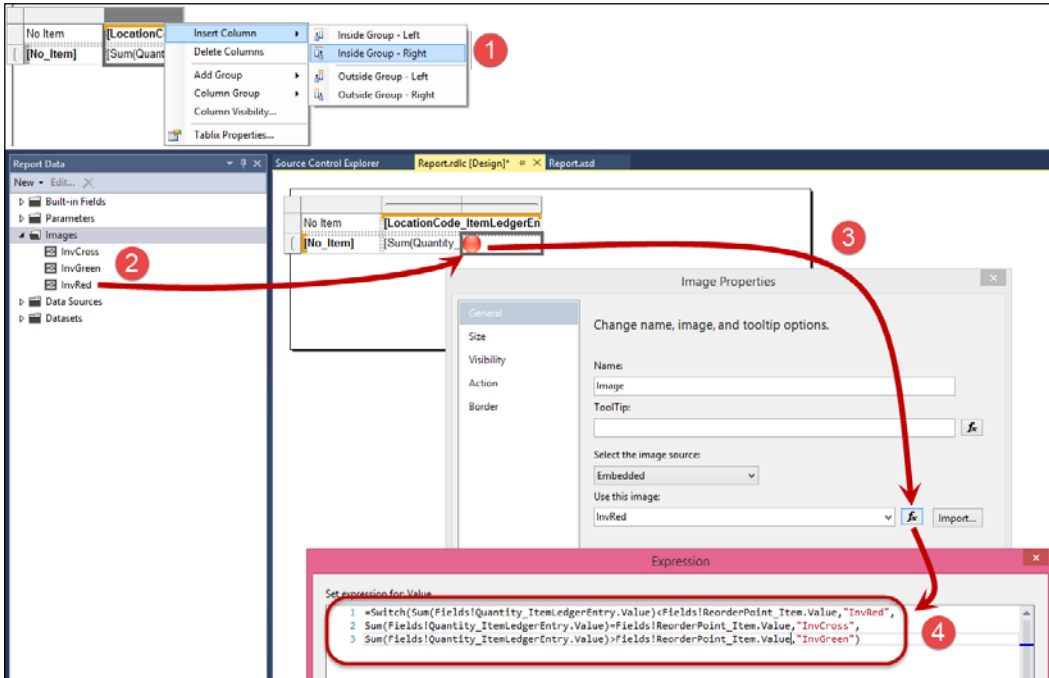 No Item
[LocationC
[No_Item]
[Sum(Quant
Insert Column
Delete Columns
Add Group
Column Group
Column Visibility...
Tablix Properties...
Inside Group - Left
Inside Group - Right
Outside Group - Left
Outside Group - Right
1
Report Data
New Edit...
Built-in Fields
Parameters
Images
InvCross
InvGreen
InvRed
Data Sources
Datasets
2
Source Control Explorer
Report.rdlc [Design]*
Report.xsd
No Item
[LocationCode_ItemLedgerEn
[No_Item]
[Sum(Quantity_
3
Image Properties
General
Size
Visibility
Action
Border
Change name, image, and tooltip options.
Name:
Image
ToolTip:
fx
Select the image source:
Embedded
Use this image:
InvRed
fx
Import...
Expression
Set expression for: Value
1 =Switch(Sum(Fields!Quantity_ItemLedgerEntry.Value)<Fields!ReorderPoint_Item.Value,"InvRed",
2 Sum(Fields!Quantity_ItemLedgerEntry.Value)=Fields!ReorderPoint_Item.Value,"InvCross",
3 Sum(Fields!Quantity_ItemLedgerEntry.Value)>Fields!ReorderPoint_Item.Value,"InvGreen")
4